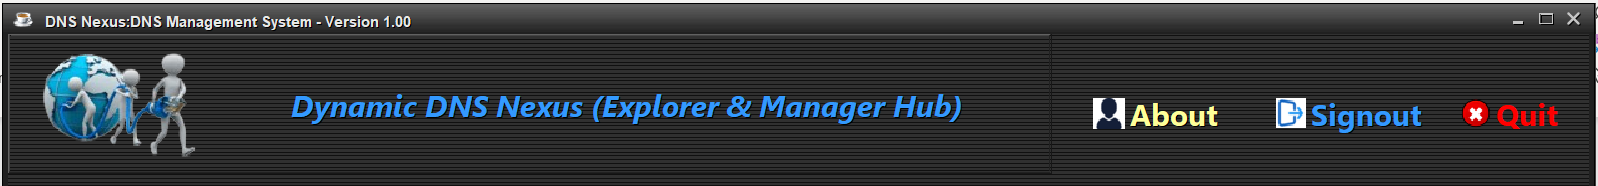 DNS Nexus:DNS Management System - Version 1.00
Dynamic DNS Nexus (Explorer & Manager Hub)
About
Signout
Quit